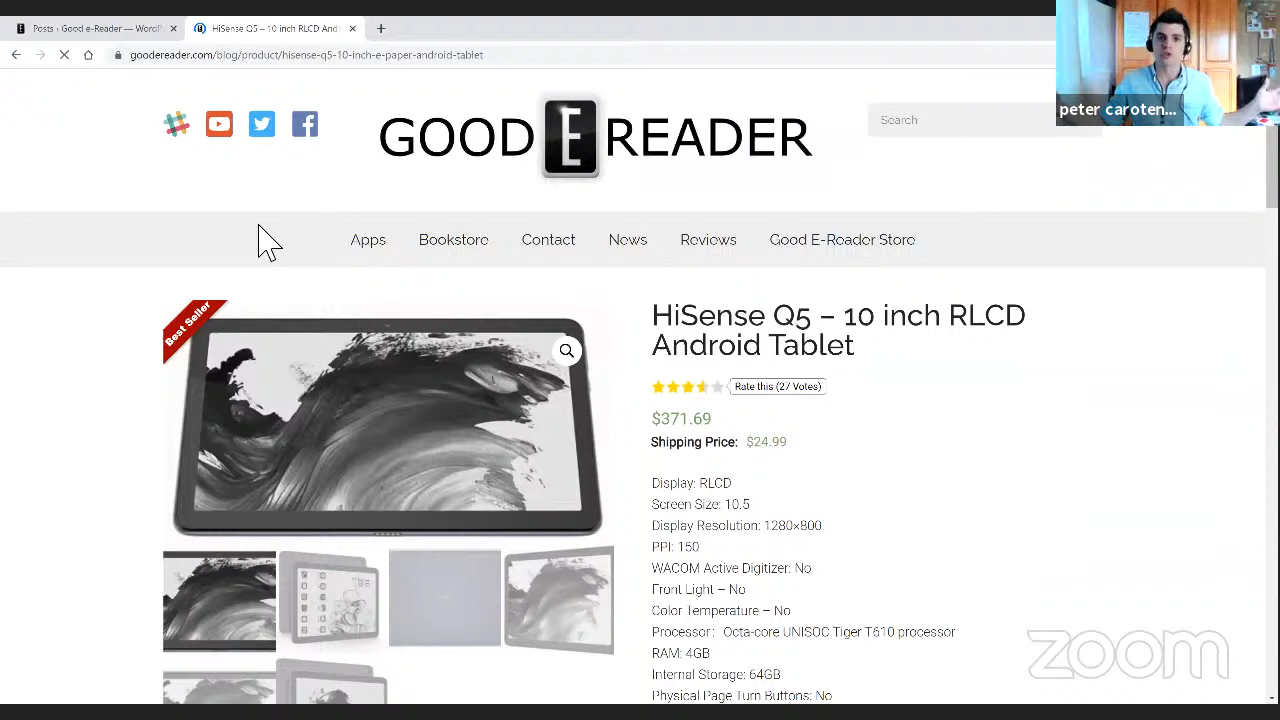 Posts ‹ Good e-Reader — WordP
HiSense Q5 – 10 inch RLCD And
goodereader.com/blog/product/hisense-q5-10-inch-e-paper-android-tablet
peter caroten...
GOOD E READER
Search
Apps
Bookstore
Contact
News
Reviews
Good E-Reader Store
Best Seller
HiSense Q5 – 10 inch RLCD
Android Tablet
Rate this (27 Votes)
$371.69
Shipping Price: $24.99
Display: RLCD
Screen Size: 10.5
Display Resolution: 1280×800
PPI: 150
WACOM Active Digitizer: No
Front Light – No
Color Temperature – No
Processor: Octa-core UNISOC Tiger T610 processor
RAM: 4GB
Internal Storage: 64GB
Physical Page Turn Buttons: No
zoom